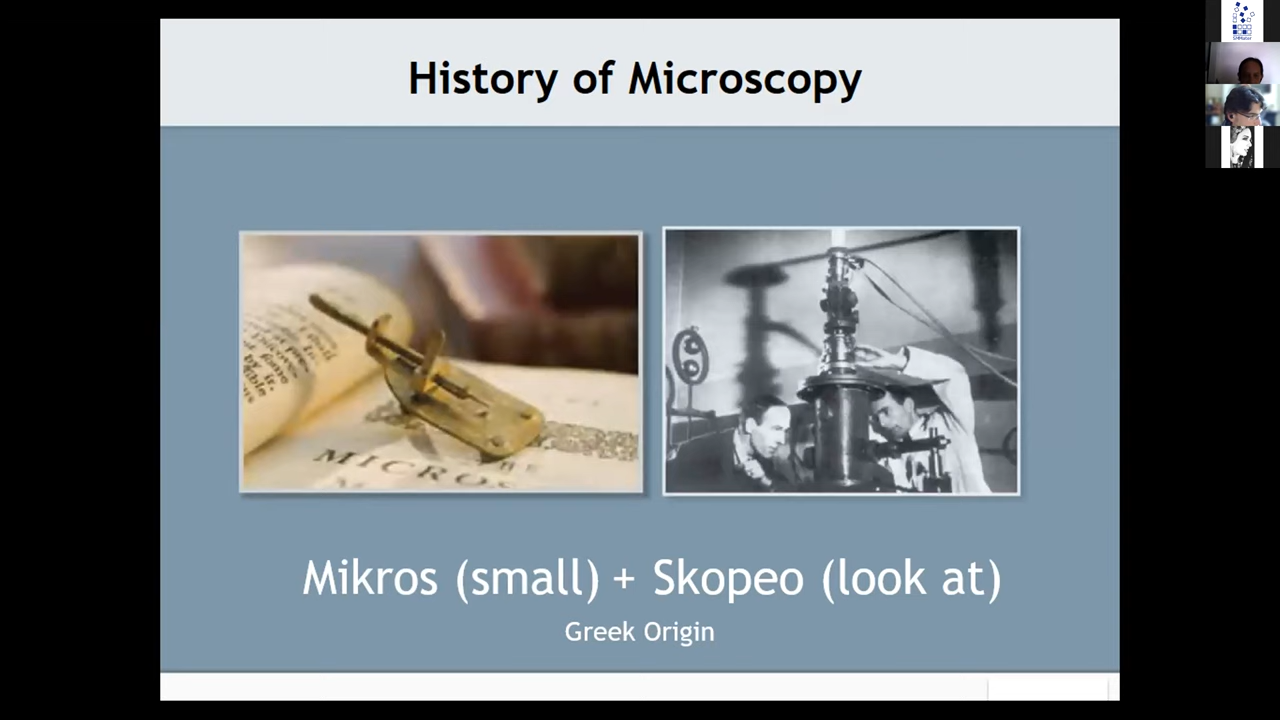 History of Microscopy
MICROS
Mikros (small) + Skopeo (look at)
Greek Origin